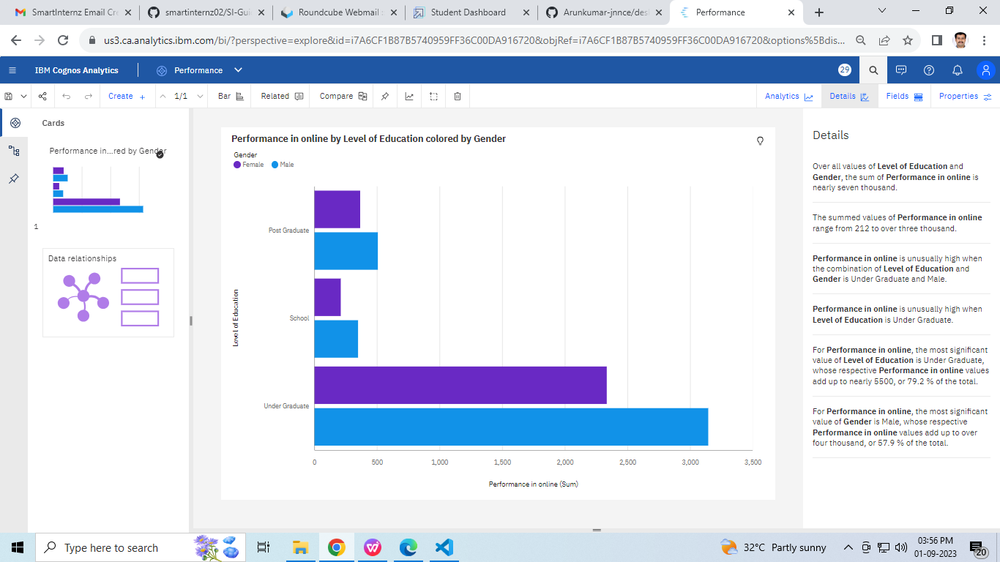 SmartInternz Email Cre
smartinternz02/SI-Gui
Roundcube Webmail :
Student Dashboard
Arunkumar-jnnce/des
Performance
us3.ca.analytics.ibm.com/bi/?perspective=explore&id=i7A6CF1B87B5740959FF36C00DA916720&objRef=i7A6CF1B87B5740959FF36C00DA916720&options%5Bdis...
IBM Cognos Analytics
Performance
29
Create +
1/1
Bar
Related
Compare
Analytics
Details
Fields
Properties
Cards
Performance in...red by Gender
1
Data relationships
Performance in online by Level of Education colored by Gender
Gender
Female
Male
Level of Education
Post Graduate
School
Under Graduate
0
500
1,000
1,500
2,000
2,500
3,000
3,500
Performance in online (Sum)
Details
Over all values of Level of Education and
Gender, the sum of Performance in online is
nearly seven thousand.
The summed values of Performance in online
range from 212 to over three thousand.
Performance in online is unusually high when
the combination of Level of Education and
Gender is Under Graduate and Male.
Performance in online is unusually high when
Level of Education is Under Graduate.
For Performance in online, the most significant
value of Level of Education is Under Graduate,
whose respective Performance in online values
add up to nearly 5500, or 79.2 % of the total.
For Performance in online, the most significant
value of Gender is Male, whose respective
Performance in online values add up to over
four thousand, or 57.9 % of the total.
Type here to search
32°C Partly sunny
03:56 PM
01-09-2023
20